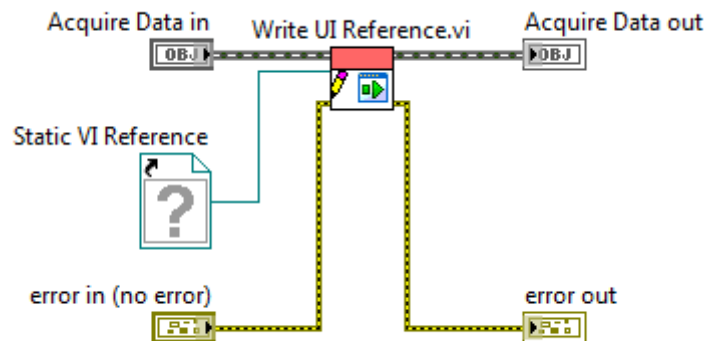 Acquire Data in
Write UI Reference.vi
Acquire Data out
OBJ
OBJ
Static VI Reference
?
error in (no error)
error out